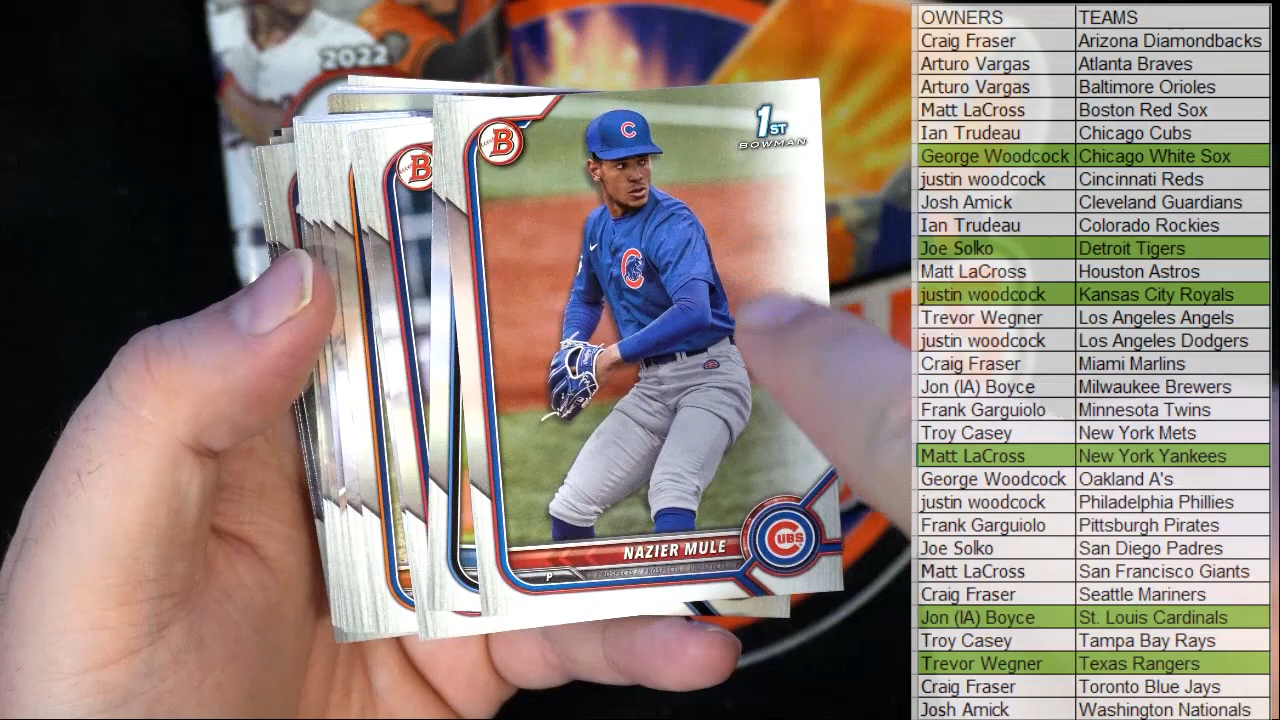 2022
B
B
1ST
BOWMAN
C
C
CUBS
NAZIER MULE
P // PROSPECTS // PROSPECTS // PROSPECTS
OWNERS TEAMS
Craig Fraser Arizona Diamondbacks
Arturo Vargas Atlanta Braves
Arturo Vargas Baltimore Orioles
Matt LaCross Boston Red Sox
Ian Trudeau Chicago Cubs
George Woodcock Chicago White Sox
justin woodcock Cincinnati Reds
Josh Amick Cleveland Guardians
Ian Trudeau Colorado Rockies
Joe Solko Detroit Tigers
Matt LaCross Houston Astros
justin woodcock Kansas City Royals
Trevor Wegner Los Angeles Angels
justin woodcock Los Angeles Dodgers
Craig Fraser Miami Marlins
Jon (IA) Boyce Milwaukee Brewers
Frank Garguiolo Minnesota Twins
Troy Casey New York Mets
Matt LaCross New York Yankees
George Woodcock Oakland A's
justin woodcock Philadelphia Phillies
Frank Garguiolo Pittsburgh Pirates
Joe Solko San Diego Padres
Matt LaCross San Francisco Giants
Craig Fraser Seattle Mariners
Jon (IA) Boyce St. Louis Cardinals
Troy Casey Tampa Bay Rays
Trevor Wegner Texas Rangers
Craig Fraser Toronto Blue Jays
Josh Amick Washington Nationals